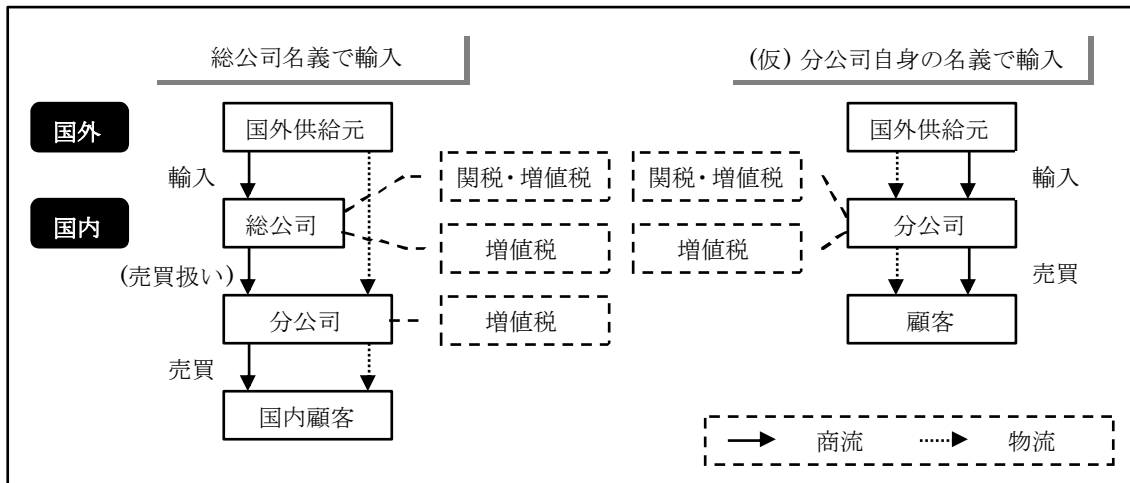 総公司名義で輸入
(仮) 分公司自身の名義で輸入
国外
国外供給元
国外供給元
輸入
関税・増値税
関税・増値税
輸入
国内
総公司
増値税
増値税
分公司
(売買扱い)
売買
分公司
増値税
顧客
売買
国内顧客
商流
物流